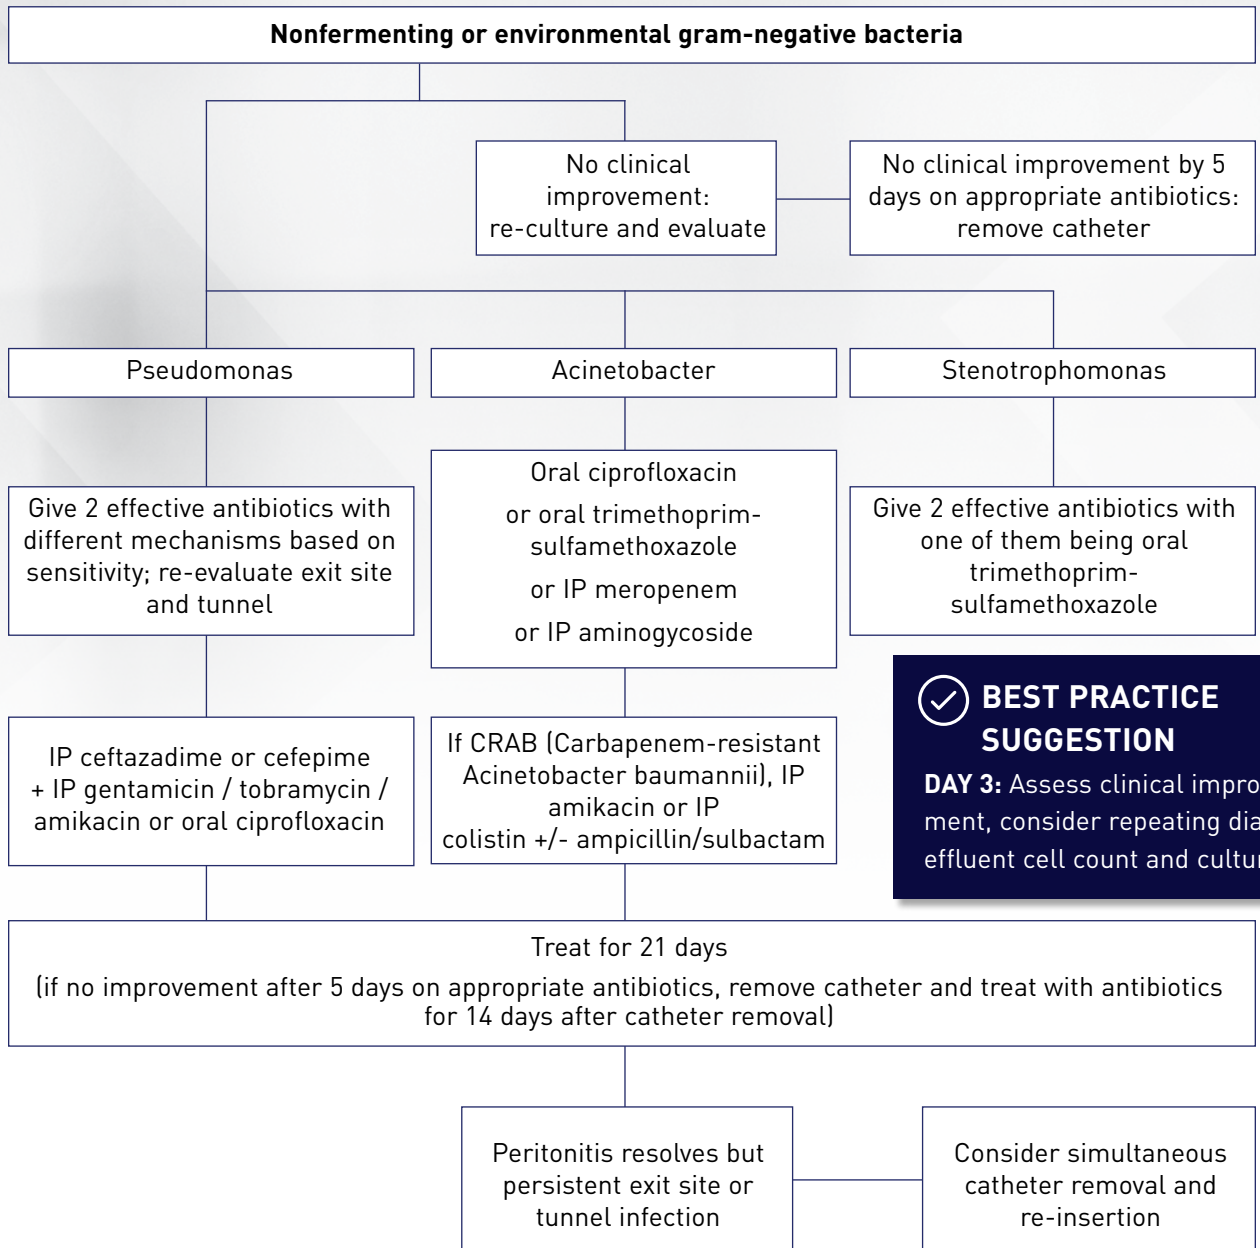 Nonfermenting or environmental gram-negative bacteria
No clinical
improvement:
re-culture and evaluate
No clinical improvement by 5
days on appropriate antibiotics:
remove catheter
Pseudomonas
Acinetobacter
Stenotrophomonas
Give 2 effective antibiotics with
different mechanisms based on
sensitivity; re-evaluate exit site
and tunnel
Oral ciprofloxacin
or oral trimethoprim-
sulfamethoxazole
or IP meropenem
or IP aminogycoside
Give 2 effective antibiotics with
one of them being oral
trimethoprim-
sulfamethoxazole
IP ceftazadime or cefepime
+ IP gentamicin / tobramycin /
amikacin or oral ciprofloxacin
If CRAB (Carbapenem-resistant
Acinetobacter baumannii), IP
amikacin or IP
colistin +/- ampicillin/sulbactam
BEST PRACTICE
SUGGESTION
DAY 3: Assess clinical impro
ment, consider repeating dia
effluent cell count and cultur
Treat for 21 days
(if no improvement after 5 days on appropriate antibiotics, remove catheter and treat with antibiotics
for 14 days after catheter removal)
Peritonitis resolves but
persistent exit site or
tunnel infection
Consider simultaneous
catheter removal and
re-insertion